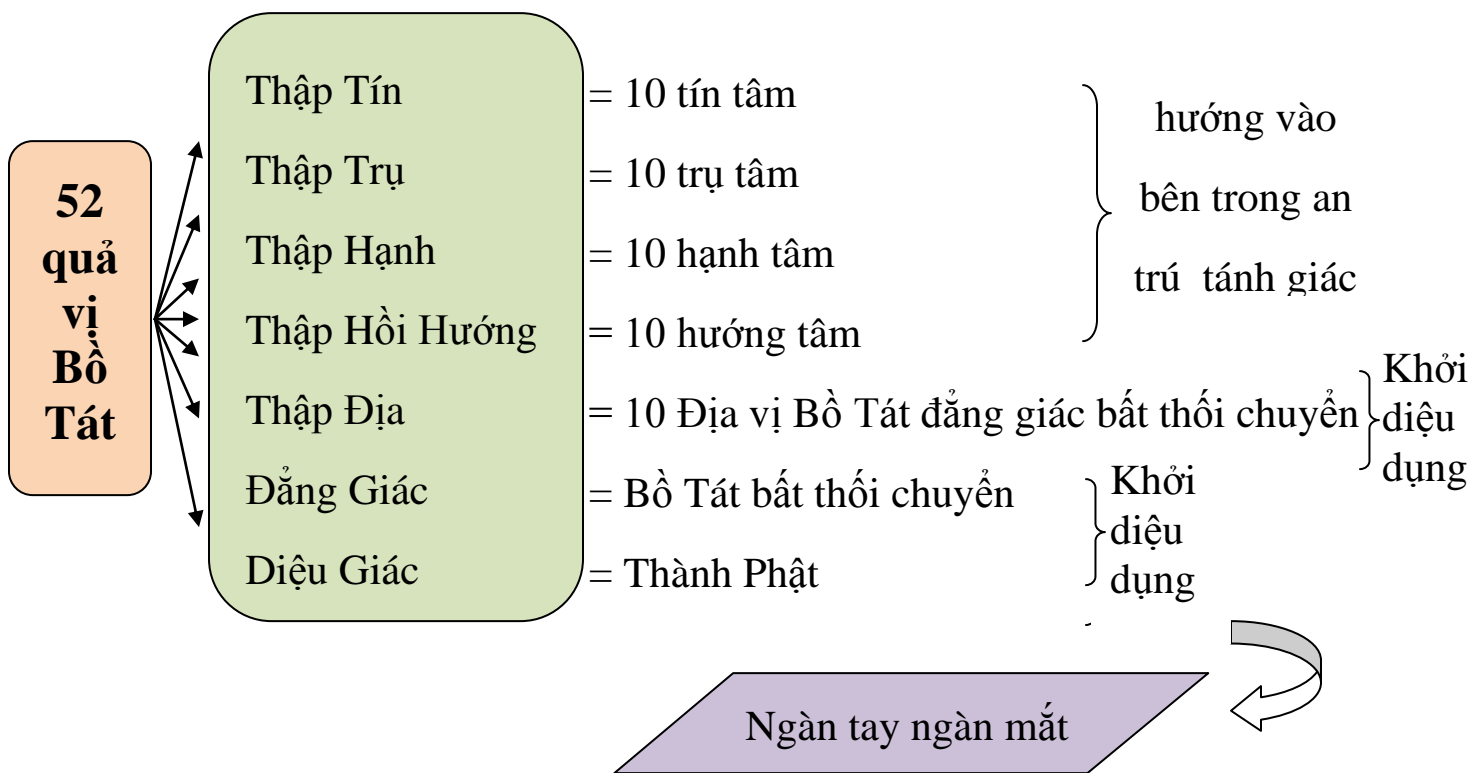 52
quả
vị
Bồ
Tát
Thập Tín = 10 tín tâm
Thập Trụ = 10 trụ tâm
Thập Hạnh = 10 hạnh tâm
Thập Hồi Hướng = 10 hướng tâm
hướng vào
bên trong an
trú tánh giác
Thập Địa = 10 Địa vị Bồ Tát đẳng giác bất thối chuyển
Khởi
diệu
dụng
Đẳng Giác = Bồ Tát bất thối chuyển
Diệu Giác = Thành Phật
Khởi
diệu
dụng
Ngàn tay ngàn mắt